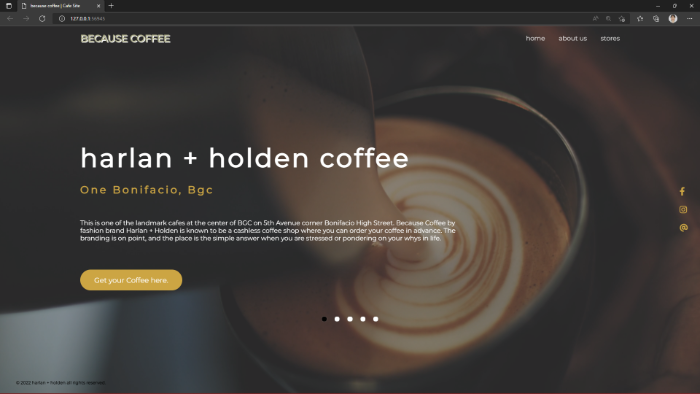 because coffee | Cafe Site
127.0.0.1:56945
BECAUSE COFFEE
home about us stores
harlan + holden coffee
One Bonifacio, Bgc
This is one of the landmark cafes at the center of BGC on 5th Avenue corner Bonifacio High Street. Because Coffee by
fashion brand Harlan + Holden is known to be a cashless coffee shop where you can order your coffee in advance. The
branding is on point, and the place is the simple answer when you are stressed or pondering on your whys in life.
Get your Coffee here.
© 2022 harlan + holden all rights reserved